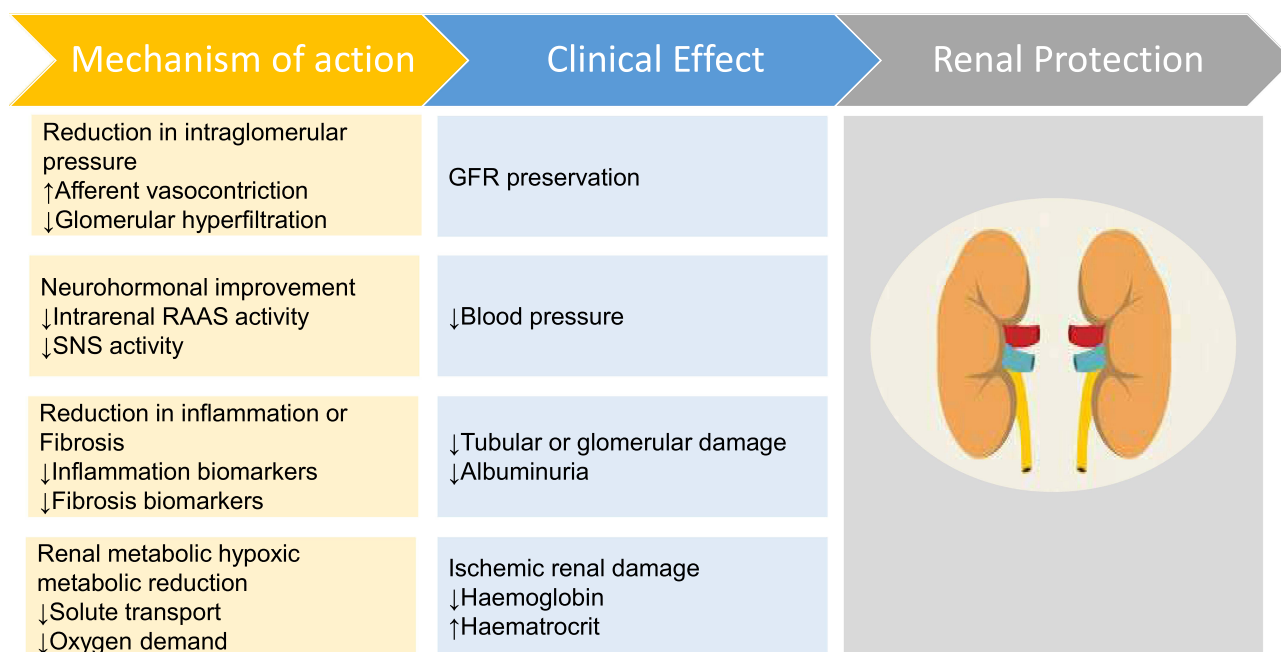 Mechanism of action
Clinical Effect
Renal Protection
Reduction in intraglomerular
pressure
↑Afferent vasocontriction
↓Glomerular hyperfiltration
GFR preservation
Neurohormonal improvement
↓Intrarenal RAAS activity
↓SNS activity
↓Blood pressure
Reduction in inflammation or
Fibrosis
↓Inflammation biomarkers
↓Fibrosis biomarkers
↓Tubular or glomerular damage
↓Albuminuria
Renal metabolic hypoxic
metabolic reduction
↓Solute transport
↓Oxygen demand
Ischemic renal damage
↓Haemoglobin
↑Haematrocrit